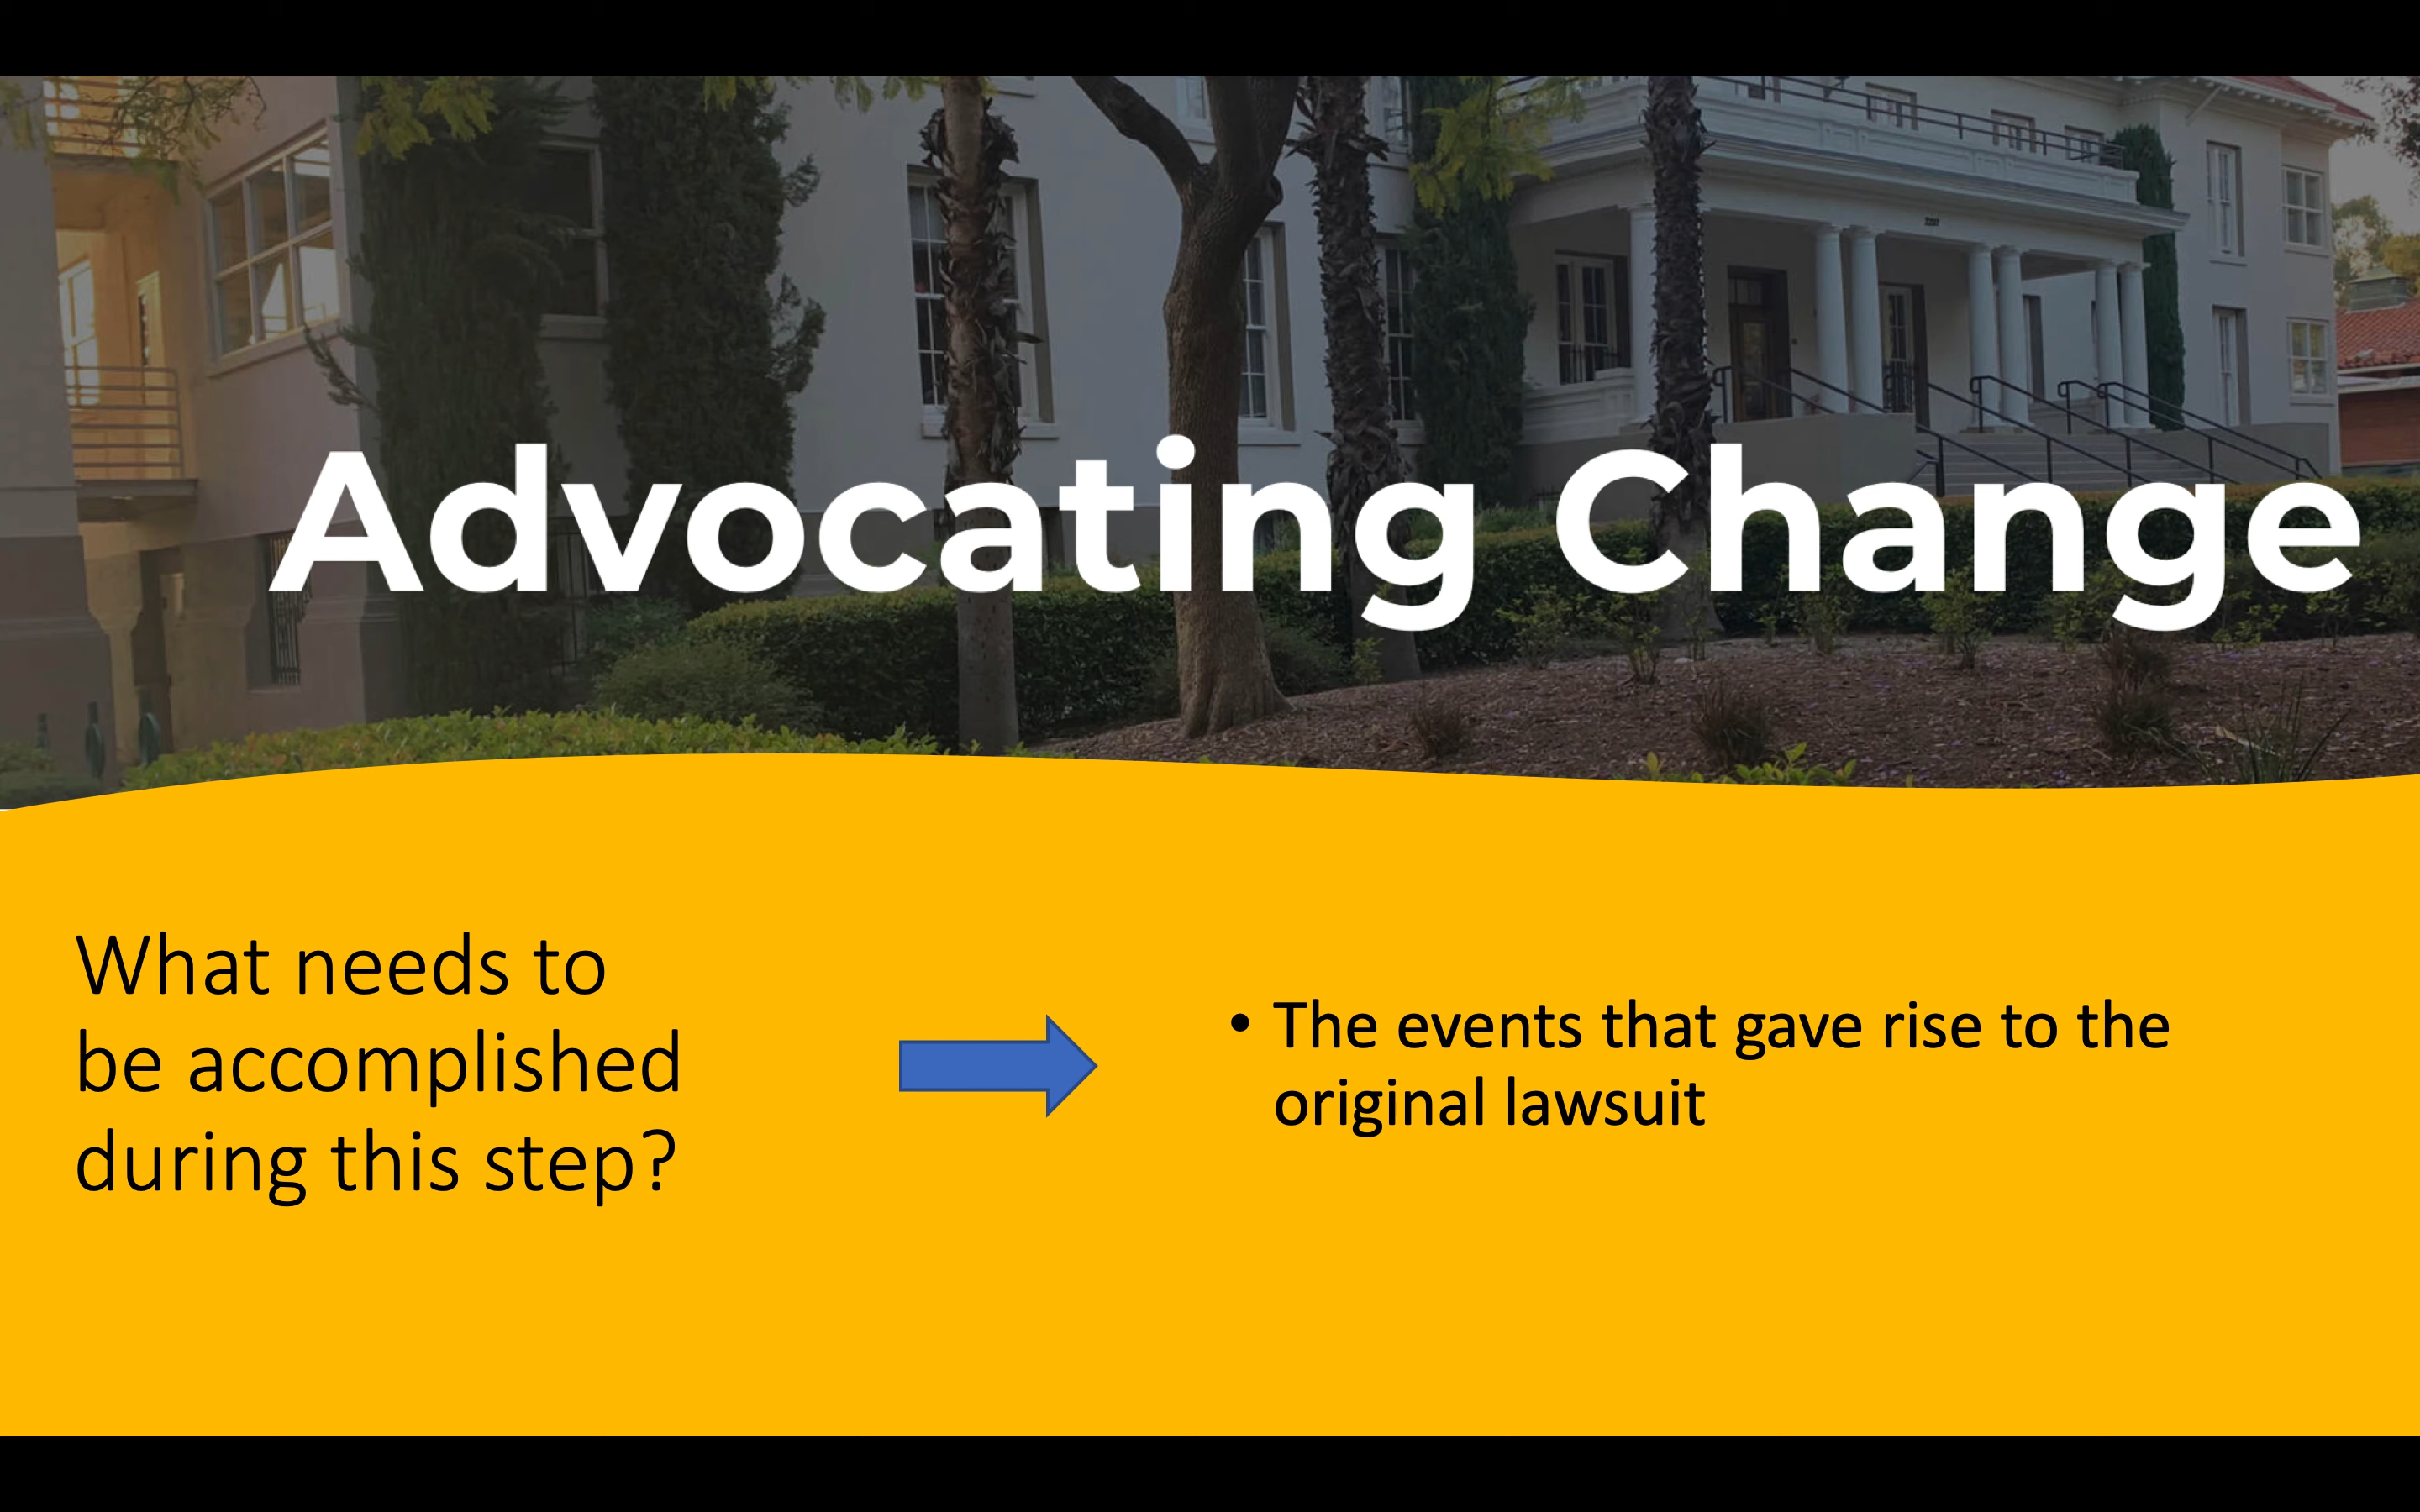 Advocating Change
What needs to
be accomplished
during this step?
• The events that gave rise to the
original lawsuit